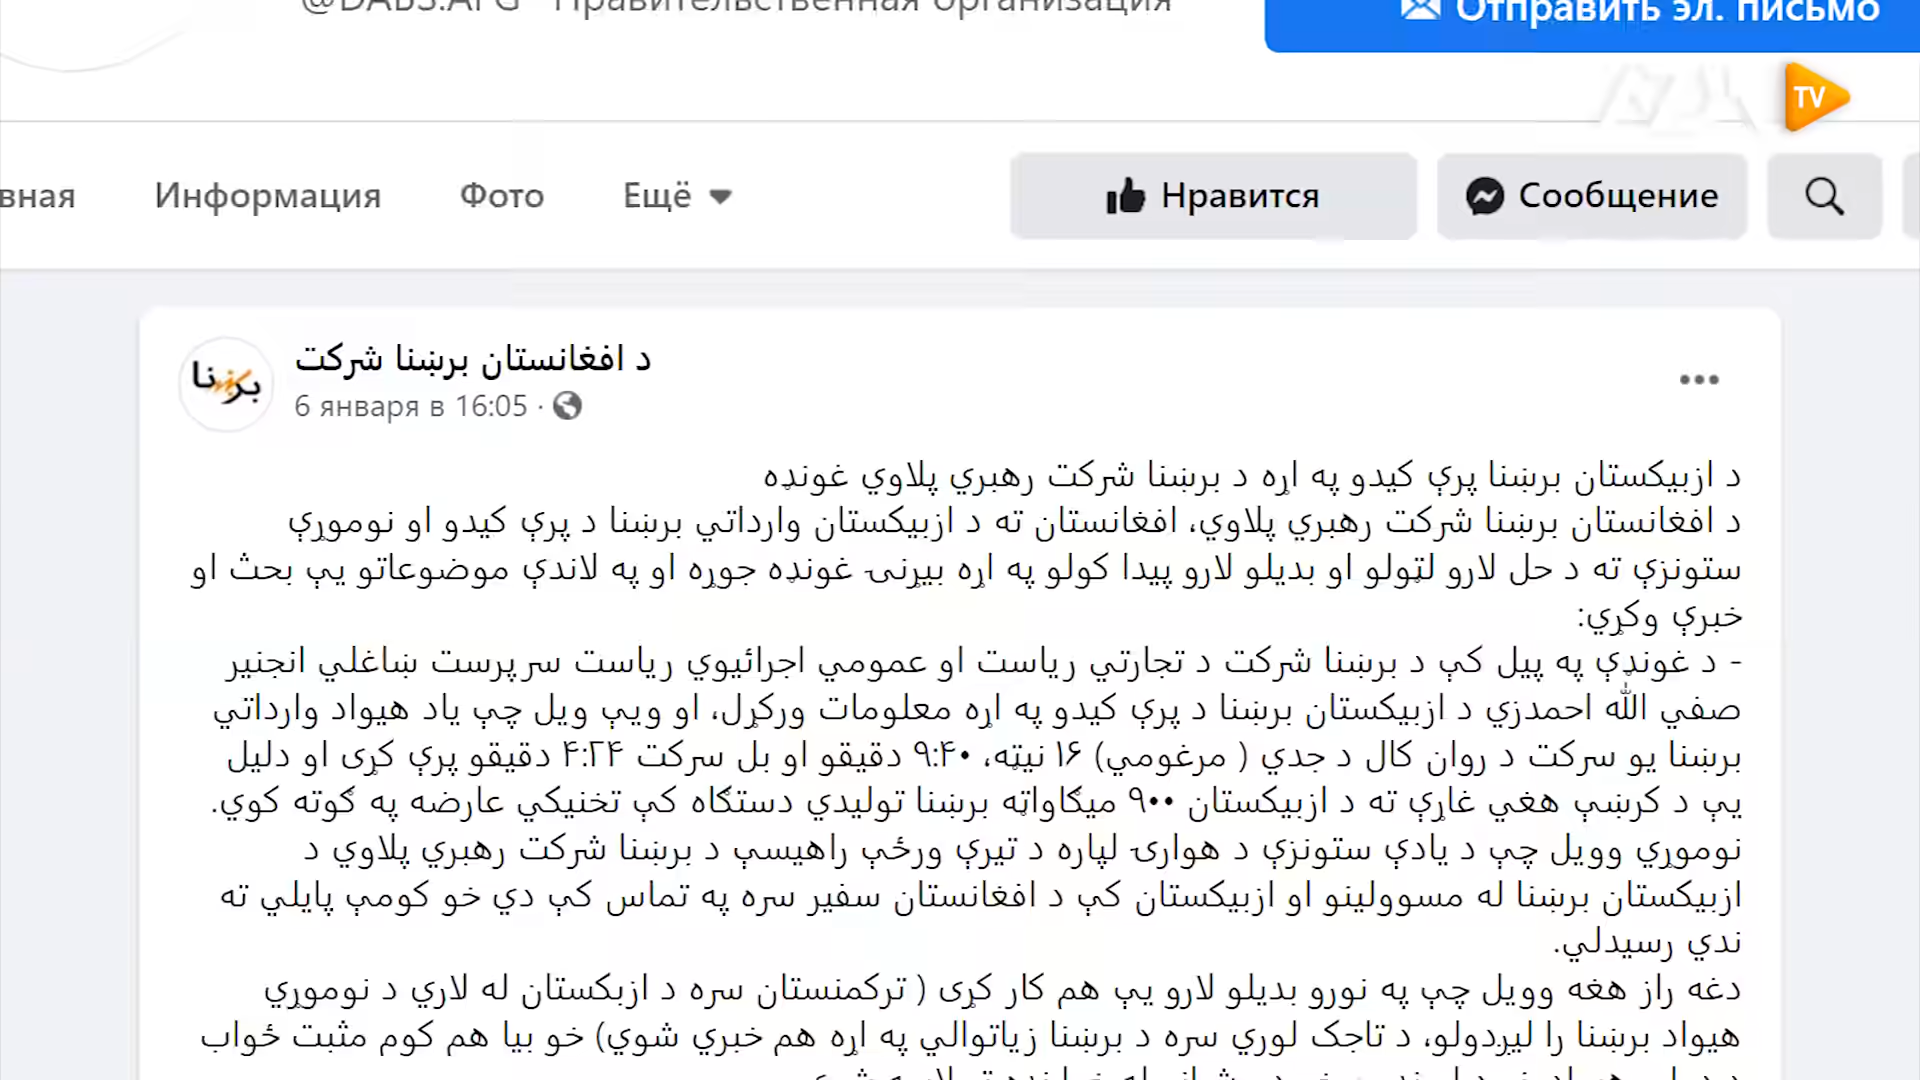 @DABS.AFG · Правительственная организация
Отправить эл. письмо
TV
вная Информация Фото Ещё
Нравится Сообщение
برښنا
د افغانستان برښنا شرکت
6 января в 16:05 ·
د ازبیکستان برښنا پرې کیدو په اړه د برښنا شرکت رهبري پلاوي غونډه
د افغانستان برښنا شرکت رهبري پلاوي، افغانستان ته د ازبیکستان وارداتي برښنا د پرې کیدو او نوموړې
ستونزې ته د حل لارو لټولو او بدیلو لارو پیدا کولو په اړه بیړنۍ غونډه جوړه او په لاندې موضوعاتو یې بحث او
خبرې وکړي:
- د غونډې په پیل کې د برښنا شرکت د تجارتي ریاست او عمومي اجرائیوي ریاست سرپرست ښاغلي انجنیر
صفي الله احمدزي د ازبیکستان برښنا د پرې کیدو په اړه معلومات ورکړل، او ویې ویل چې یاد هیواد وارداتي
برښنا یو سرکت د روان کال د جدي ( مرغومي) ۱۶ نیټه، ۹:۴۰ دقیقو او بل سرکت ۴:۲۴ دقیقو پرې کړی او دلیل
یې د کرښې هغې غاړې ته د ازبیکستان ۹۰۰ میګاواټه برښنا تولیدي دستګاه کې تخنیکي عارضه په ګوته کوي.
نوموړي وویل چې د یادې ستونزې د هوارۍ لپاره د تیرې ورځې راهیسې د برښنا شرکت رهبري پلاوي د
ازبیکستان برښنا له مسوولینو او ازبیکستان کې د افغانستان سفیر سره په تماس کې دي خو کومې پایلې ته
ندي رسیدلي.
دغه راز هغه وویل چې په نورو بدیلو لارو یې هم کار کړی ( ترکمنستان سره د ازبکستان له لارې د نوموړي
هیواد برښنا را لیږدولو، د تاجک لوري سره د برښنا زیاتوالي په اړه هم خبرې شوي) خو بیا هم کوم مثبت ځواب